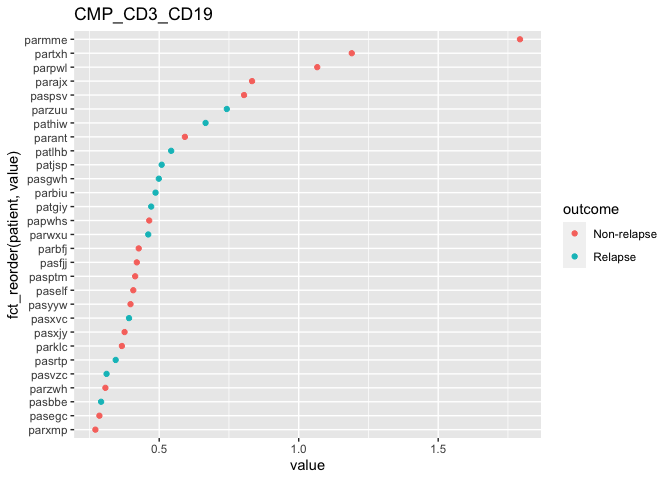 CMP_CD3_CD19
fct_reorder(patient, value)
parmme
partxh
parpwl
parajx
paspsv
parzuu
pathiw
parant
patlhb
patjsp
pasgwh
parbiu
patgiy
papwhs
parwxu
parbfj
pasfjj
pasptm
paself
pasyyw
pasxvc
pasxjy
parklc
pasrtp
pasvzc
parzwh
pasbbe
pasegc
parxmp
0.5 1.0 1.5
value
outcome
Non-relapse
Relapse